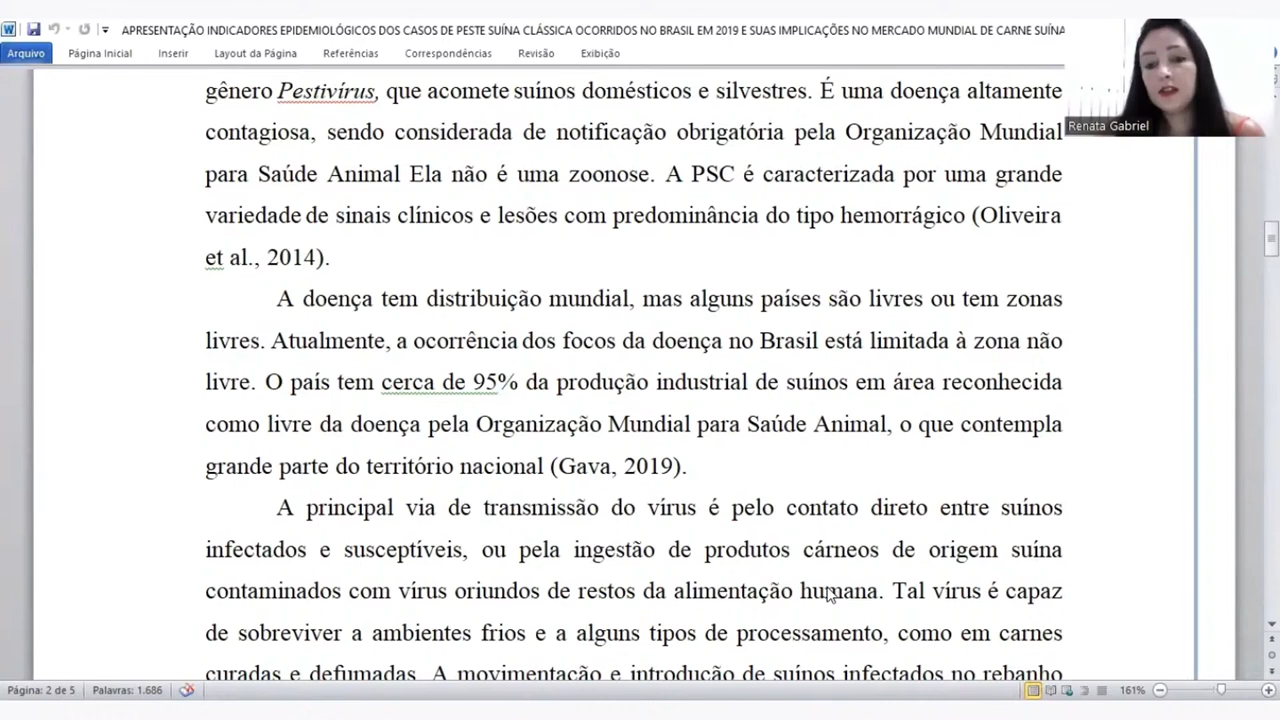 APRESENTAÇÃO INDICADORES EPIDEMIOLÓGICOS DOS CASOS DE PESTE SUÍNA CLÁSSICA OCORRIDOS NO BRASIL EM 2019 E SUAS IMPLICAÇÕES NO MERCADO MUNDIAL DE CARNE SUÍNA
Arquivo Página Inicial Inserir Layout da Página Referências Correspondências Revisão Exibição
gênero Pestivírus, que acomete suínos domésticos e silvestres. É uma doença altamente
contagiosa, sendo considerada de notificação obrigatória pela Organização Mundial
para Saúde Animal Ela não é uma zoonose. A PSC é caracterizada por uma grande
variedade de sinais clínicos e lesões com predominância do tipo hemorrágico (Oliveira
et al., 2014).
A doença tem distribuição mundial, mas alguns países são livres ou tem zonas
livres. Atualmente, a ocorrência dos focos da doença no Brasil está limitada à zona não
livre. O país tem cerca de 95% da produção industrial de suínos em área reconhecida
como livre da doença pela Organização Mundial para Saúde Animal, o que contempla
grande parte do território nacional (Gava, 2019).
A principal via de transmissão do vírus é pelo contato direto entre suínos
infectados e susceptíveis, ou pela ingestão de produtos cárneos de origem suína
contaminados com vírus oriundos de restos da alimentação humana. Tal vírus é capaz
de sobreviver a ambientes frios e a alguns tipos de processamento, como em carnes
curadas e defumadas. A movimentação e introdução de suínos infectados no rebanho
Renata Gabriel
Página: 2 de 5 Palavras: 1.686 161%